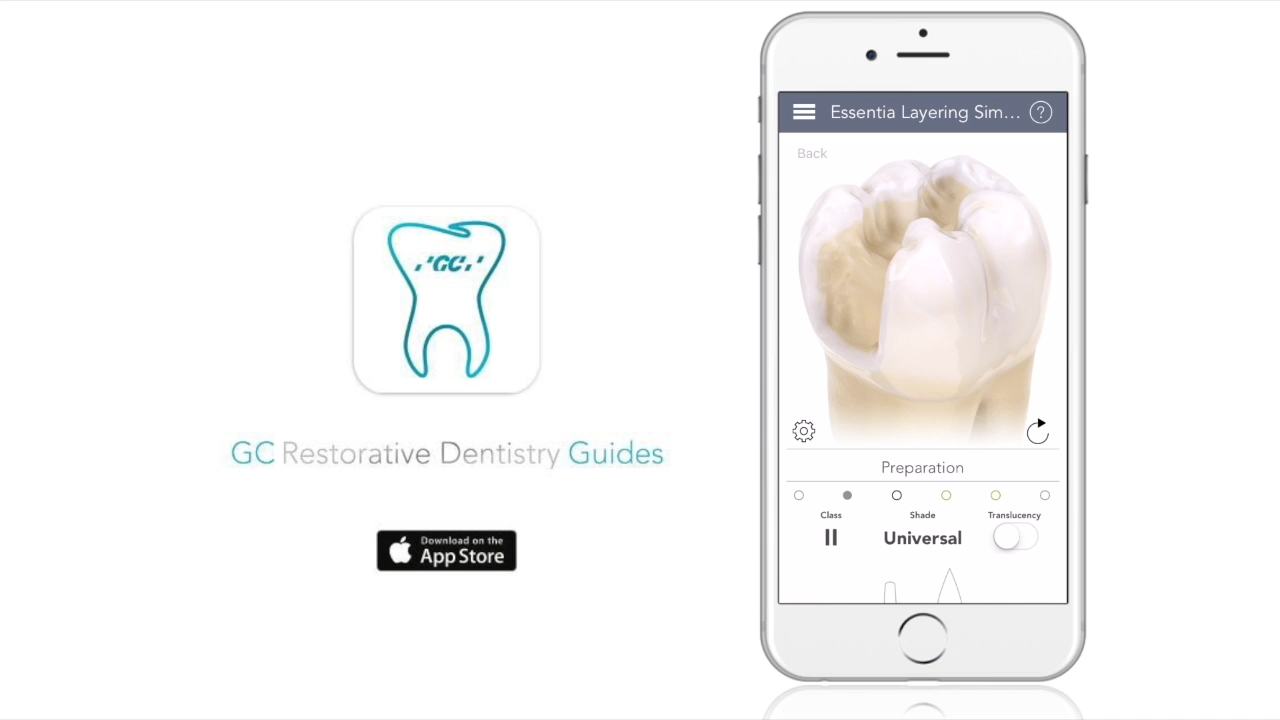 GC
GC Restorative Dentistry Guides
Download on the
App Store
Essentia Layering Sim... ?
Back
Preparation
Class Shade Translucency
II Universal